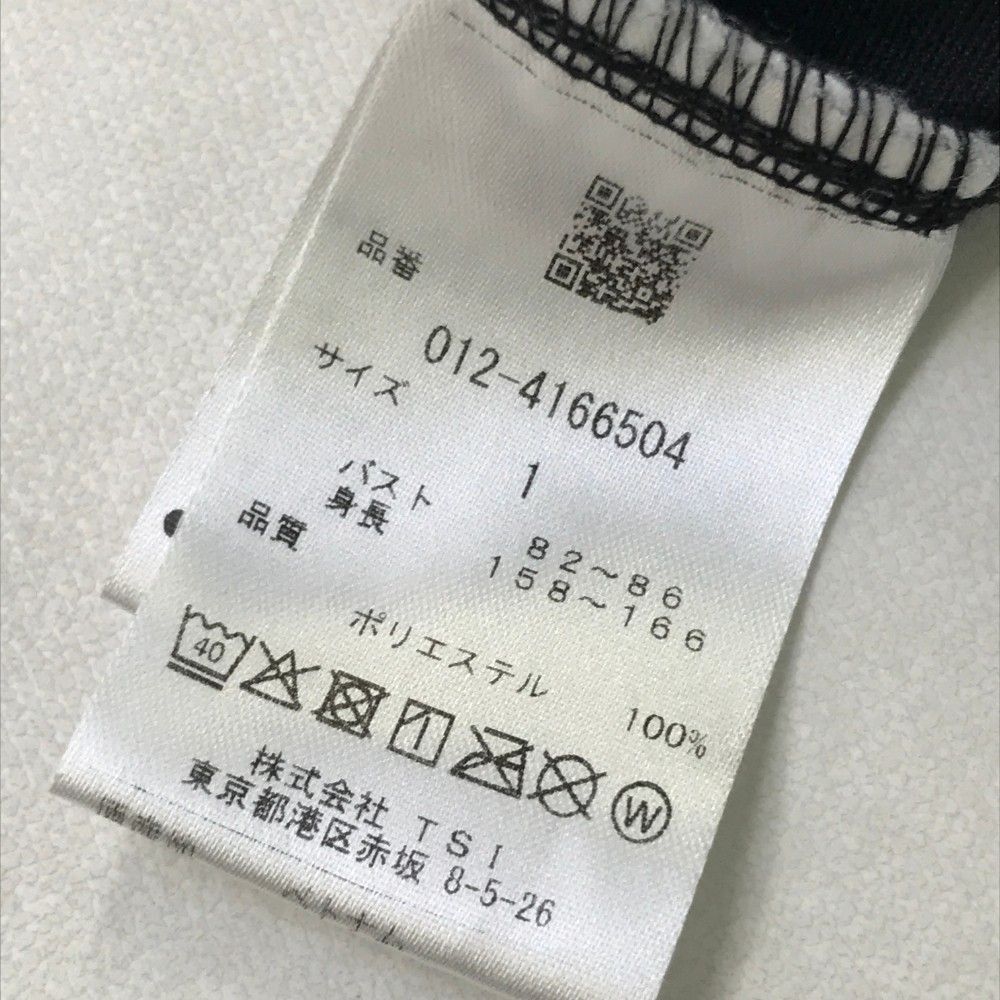 品番
012-4166504
サイズ
1
バスト 82～86
身長 158～166
品質
ポリエステル 100%
40
W
株式会社 TSI
東京都港区赤坂 8-5-26